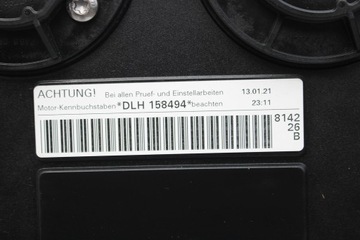 ACHTUNG! Bei allen Pruef- und Einstellarbeiten 13.01.21
Motor-Kennbuchstaben *DLH 158494* beachten 23:11
8142
26
B